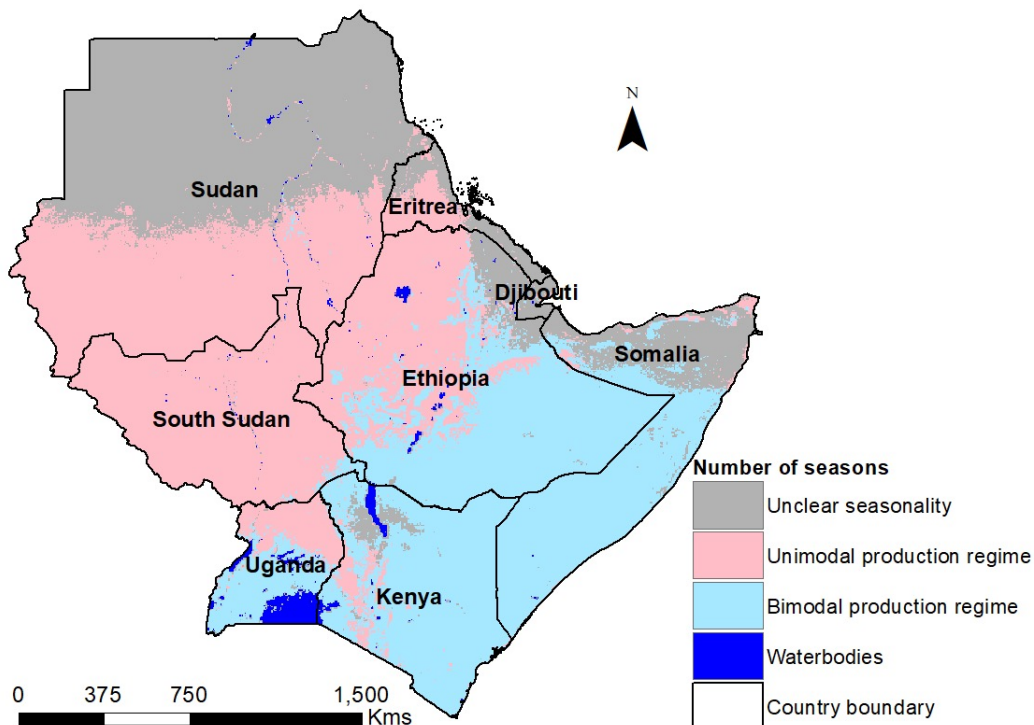 N
Sudan
Eritrea
Djibouti
Somalia
Ethiopia
South Sudan
Uganda
Kenya
Number of seasons
Unclear seasonality
Unimodal production regime
Bimodal production regime
Waterbodies
Country boundary
0 375 750 1,500
Kms